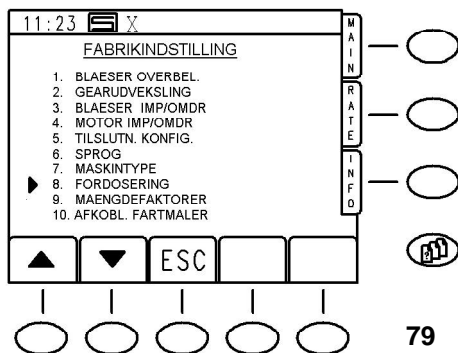 11:23 S X
FABRIKINDSTILLING
1. BLAESER OVERBEL.
2. GEARUDVEKSLING
3. BLAESER IMP/OMDR
4. MOTOR IMP/OMDR
5. TILSLUTN. KONFIG.
6. SPROG
7. MASKINTYPE
8. FORDOSERING
9. MAENGDEFAKTORER
10. AFKOBL. FARTMALER
MAIN
RATE
INFO
?
ESC
79